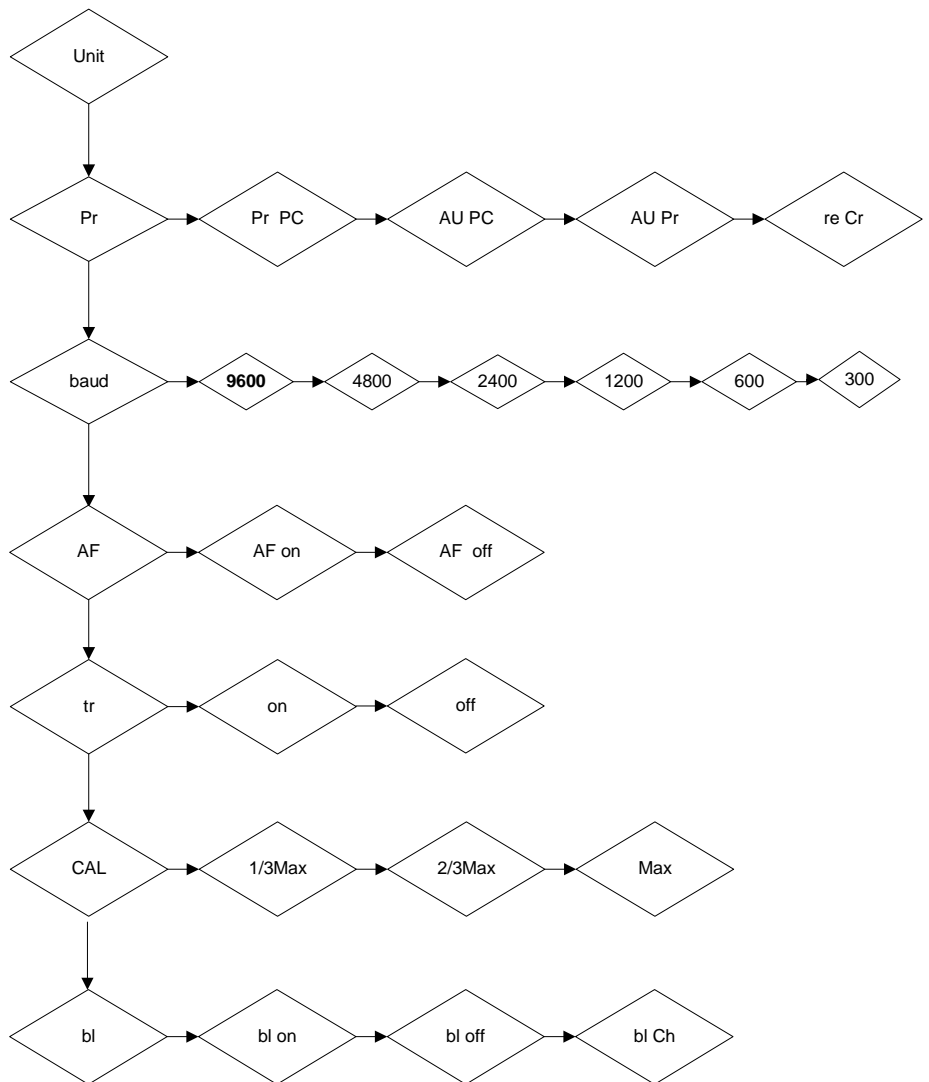 Unit
Pr Pr PC AU PC AU Pr re Cr
baud 9600 4800 2400 1200 600 300
AF AF on AF off
tr on off
CAL 1/3Max 2/3Max Max
bl bl on bl off bl Ch